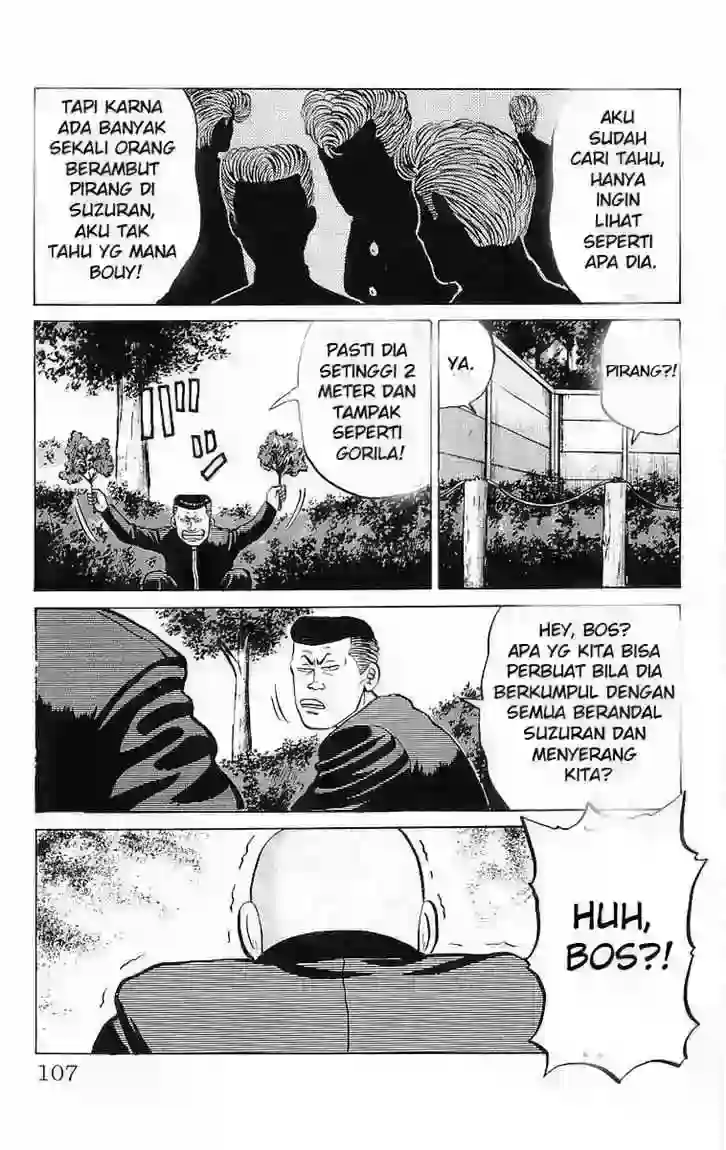 AKU
SUDAH
CARI TAHU,
HANYA
INGIN
LIHAT
SEPERTI
APA DIA.
TAPI KARNA
ADA BANYAK
SEKALI ORANG
BERAMBUT
PIRANG DI
SUZURAN,
AKU TAK
TAHU YG MANA
BOUY!
PIRANG?!
YA.
PASTI DIA
SETINGGI 2
METER DAN
TAMPAK
SEPERTI
GORILA!
HEY, BOS?
APA YG KITA BISA
PERBUAT BILA DIA
BERKUMPUL DENGAN
SEMUA BERANDAL
SUZURAN DAN
MENYERANG
KITA?
HUH,
BOS?!
107